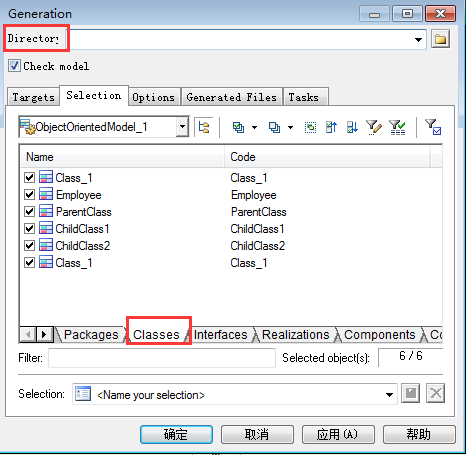 Generation
Directory
Check model
Targets Selection Options Generated Files Tasks
ObjectOrientedModel_1
Name Code
Class_1 Class_1
Employee Employee
ParentClass ParentClass
ChildClass1 ChildClass1
ChildClass2 ChildClass2
Class_1 Class_1
Packages Classes Interfaces Realizations Components Co
Filter: Selected object(s): 6 / 6
Selection: <Name your selection>
确定 取消 应用(A) 帮助